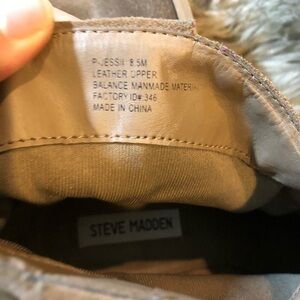 P-JESSII 8.5M
LEATHER UPPER
BALANCE MANMADE MATERIA
FACTORY ID#:346
MADE IN CHINA
STEVE MADDEN